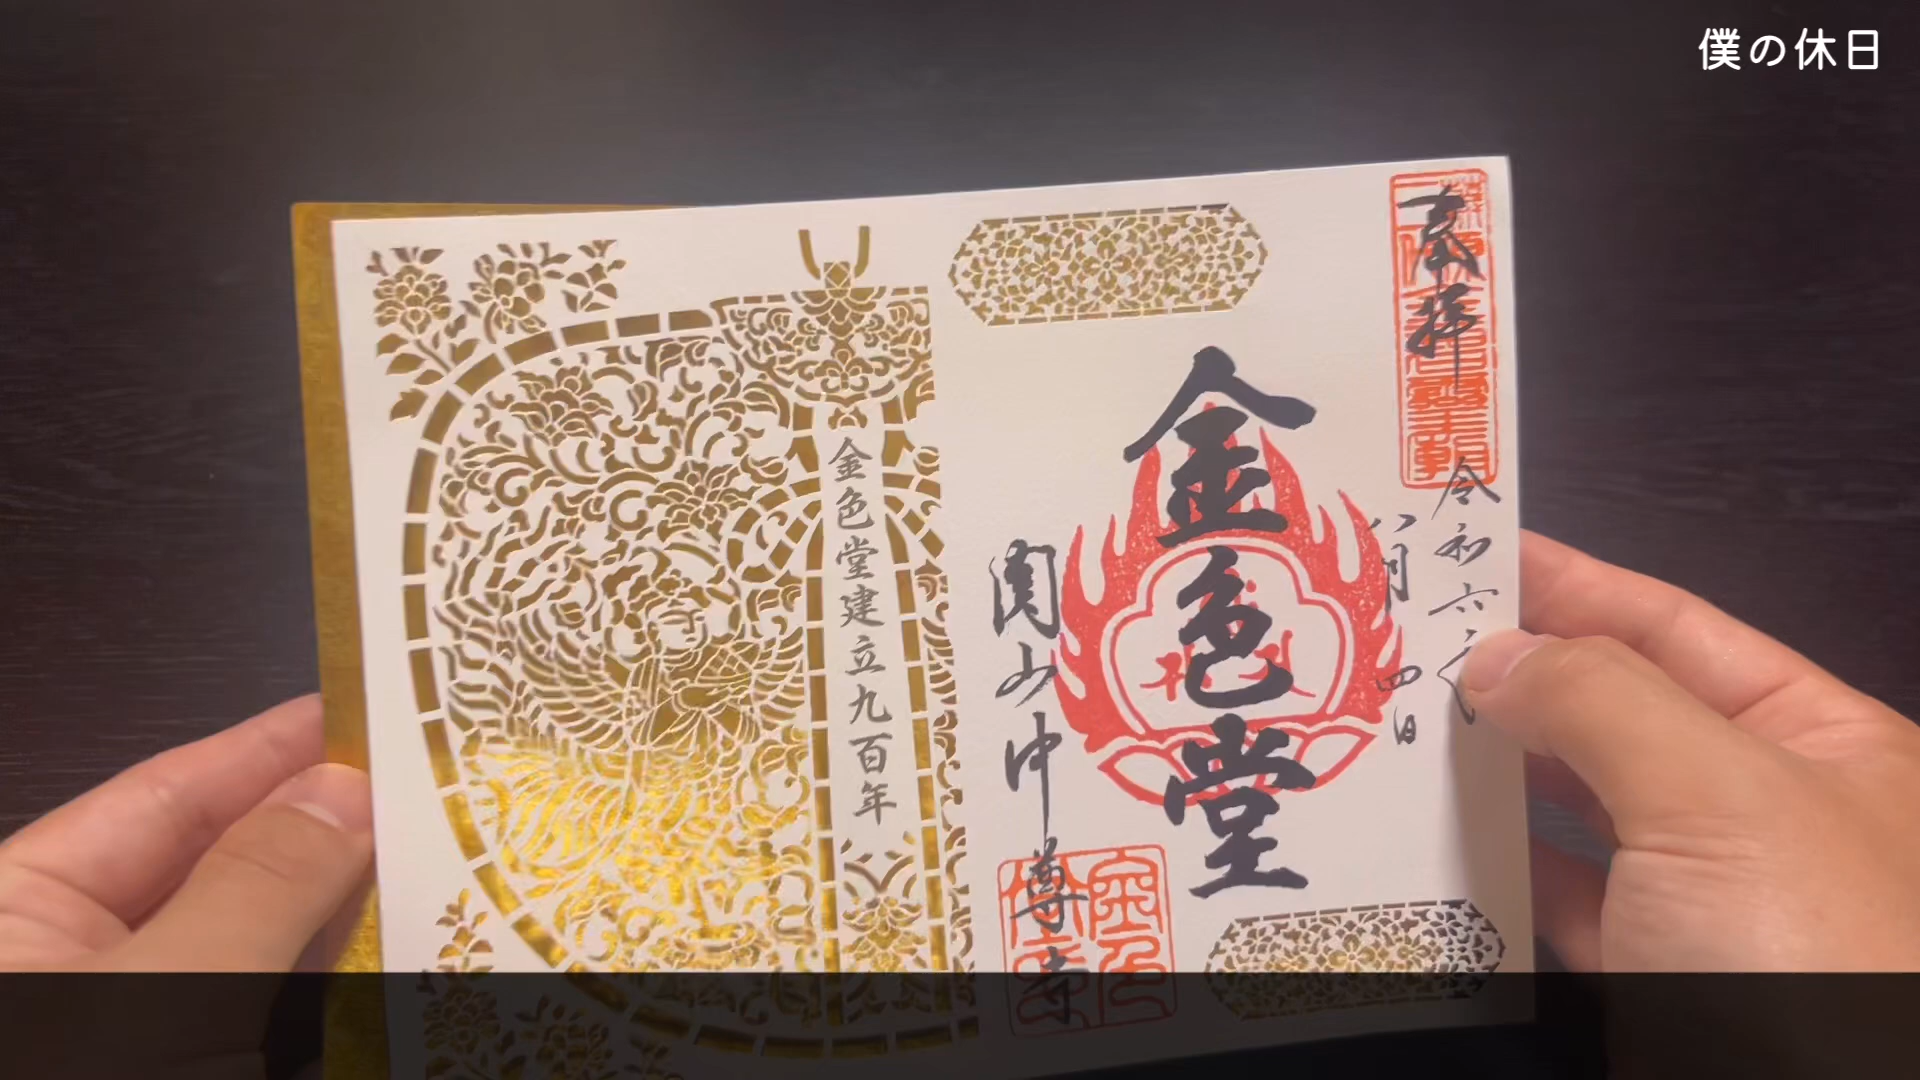 僕の休日
奉拝
令和六年
八月四日
金色堂
関山中尊寺
金色堂建立九百年